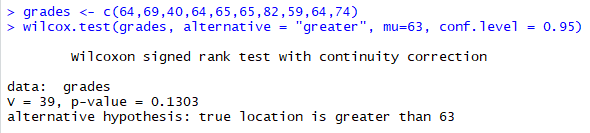 > grades <- c(64,69,40,64,65,65,82,59,64,74)
> wilcox.test(grades, alternative = "greater", mu=63, conf.level = 0.95)
Wilcoxon signed rank test with continuity correction
data:  grades
V = 39, p-value = 0.1303
alternative hypothesis: true location is greater than 63